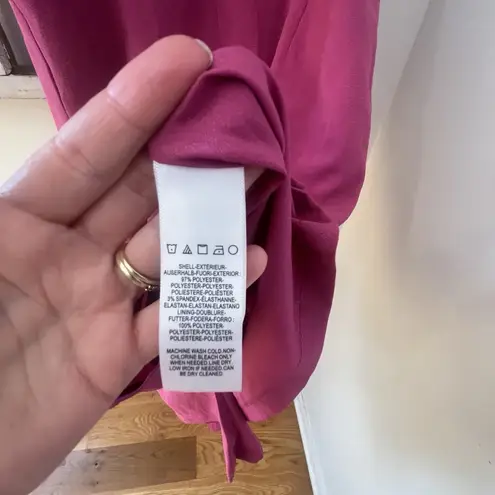 SHELL-EXTÉRIEUR-
AUßERHALB-FUORI-EXTERIOR:
97% POLYESTER-
POLYESTER-POLYESTER-
POLIESTERE-POLIÉSTER
3% SPANDEX-ÉLASTHANNE-
ELASTAN-ELASTAN-ELASTANO
LINING-DOUBLURE-
FUTTER-FODERA-FORRO:
100% POLYESTER-
POLYESTER-POLYESTER-
POLIESTERE-POLIÉSTER
MACHINE WASH COLD.NON-
CHLORINE BLEACH ONLY
WHEN NEEDED LINE DRY.
LOW IRON IF NEEDED.CAN
BE DRY CLEANED.